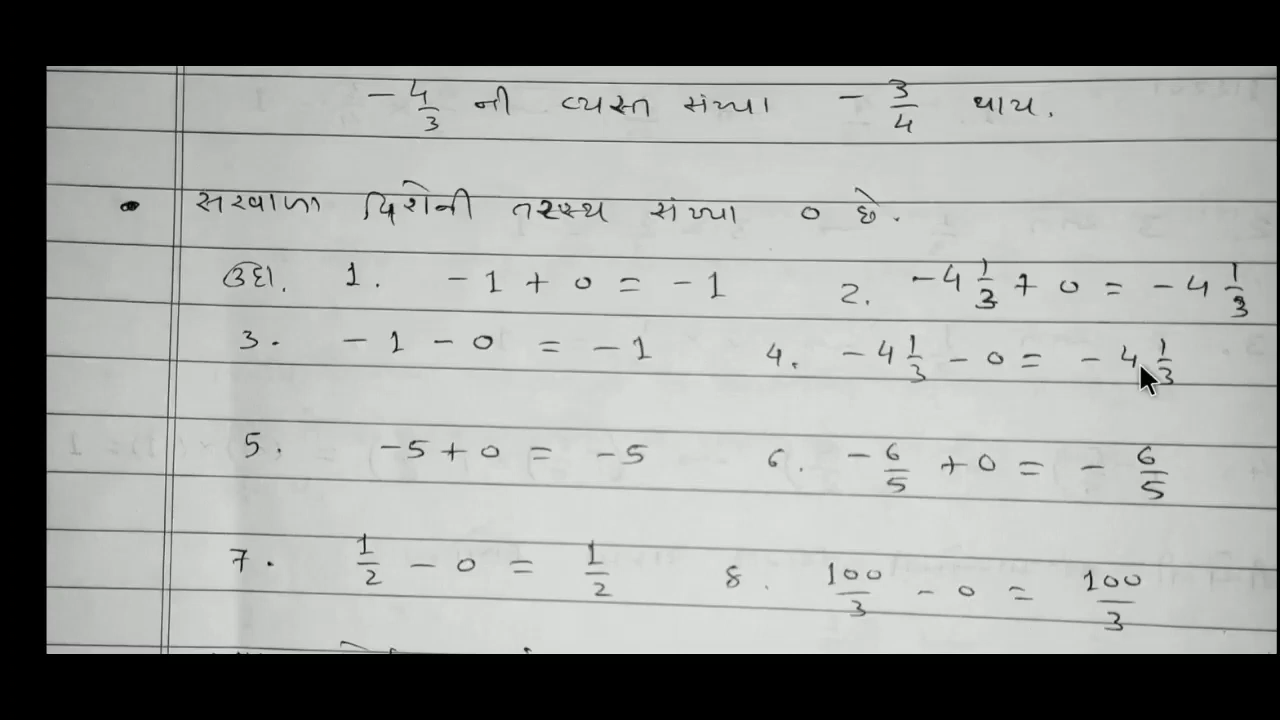 - 4/3 ની વ્યસ્ત સંખ્યા - 3/4 થાય.
• સરવાળા વિશેની તટસ્થ સંખ્યા 0 છે.
ઉદા. 1. - 1 + 0 = - 1 2. - 4 1/3 + 0 = - 4 1/3
3. - 1 - 0 = - 1 4. - 4 1/3 - 0 = - 4 1/3
5. - 5 + 0 = - 5 6. - 6/5 + 0 = - 6/5
7. 1/2 - 0 = 1/2 8. 100/3 - 0 = 100/3